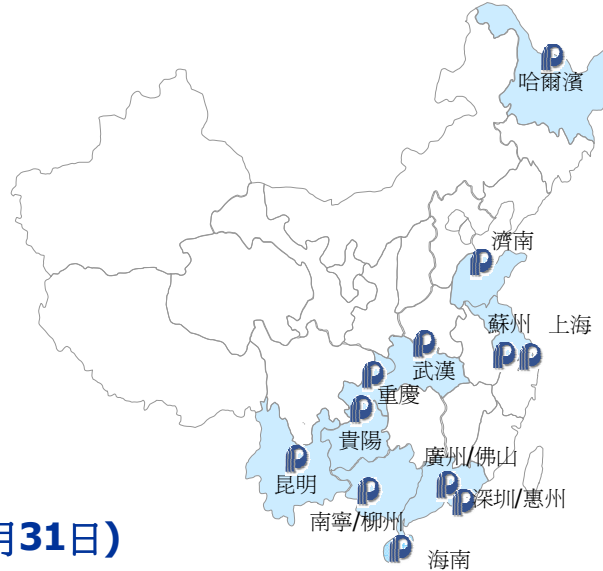 哈爾濱
濟南
蘇州 上海
武漢
重慶
貴陽
廣州/佛山
昆明
深圳/惠州
南寧/柳州
月31日)
海南